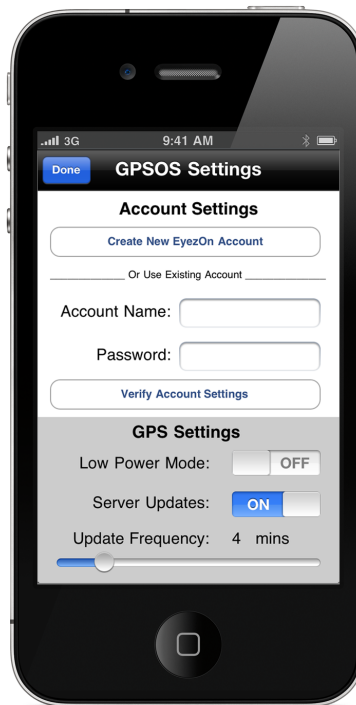 3G 9:41 AM
Done GPSOS Settings
Account Settings
Create New EyezOn Account
Or Use Existing Account
Account Name:
Password:
Verify Account Settings
GPS Settings
Low Power Mode: OFF
Server Updates: ON
Update Frequency: 4 mins